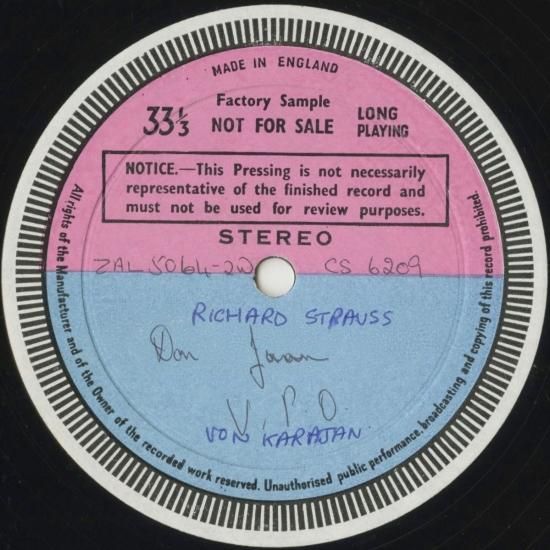 MADE IN ENGLAND
Factory Sample
33⅓ NOT FOR SALE LONG PLAYING
NOTICE.—This Pressing is not necessarily
representative of the finished record and
must not be used for review purposes.
STEREO
ZAL 5064-2W CS 6209
RICHARD STRAUSS
Don Juan
V.P.O.
VON KARAJAN
All rights of the Manufacturer and of the Owner of the recorded work reserved. Unauthorised public performance, broadcasting and copying of this record prohibited.